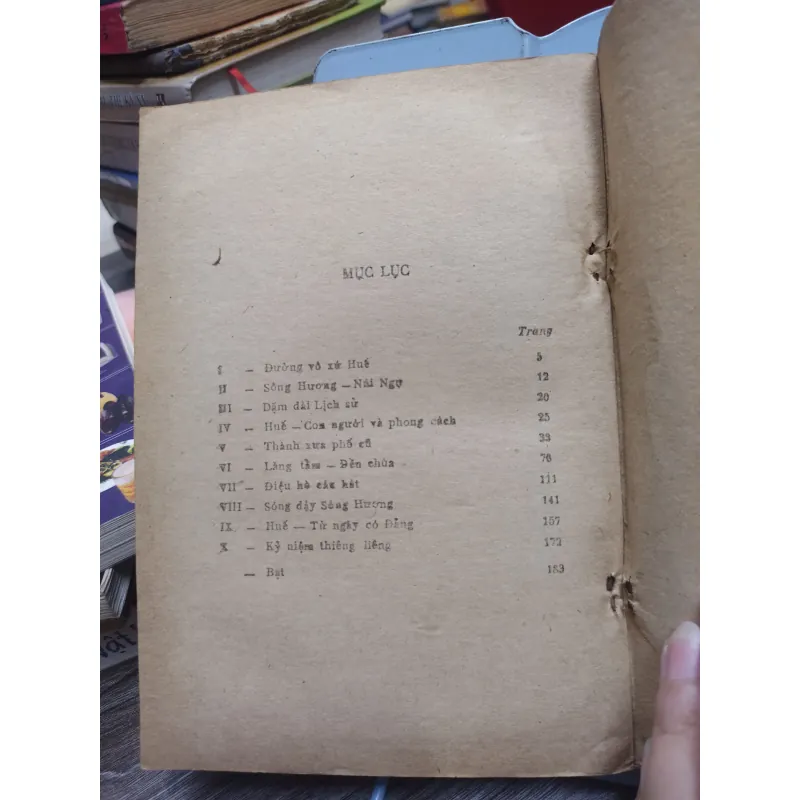 MỤC LỤC
Trang
I — Đường vô xứ Huế 5
II — Sông Hương — Núi Ngự 12
III — Dặm dài Lịch sử 20
IV — Huế — Con người và phong cách 25
V — Thành xưa phố cũ 33
VI — Lăng tẩm — Đền chùa 76
VII — Điệu hò câu hát 111
VIII — Sóng dậy Sông Hương 141
IX — Huế — Từ ngày có Đảng 157
X — Kỷ niệm thiêng liêng 172
— Bạt 183